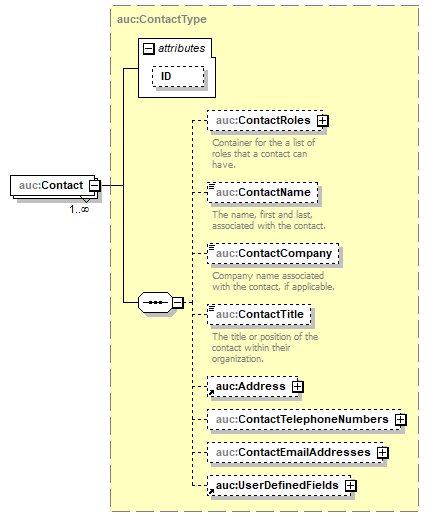 auc:ContactType
attributes
ID
auc:ContactRoles
Container for the a list of
roles that a contact can
have.
auc:Contact
1..∞
auc:ContactName
The name, first and last,
associated with the contact.
auc:ContactCompany
Company name associated
with the contact, if applicable.
auc:ContactTitle
The title or position of the
contact within their
organization.
auc:Address
auc:ContactTelephoneNumbers
auc:ContactEmailAddresses
auc:UserDefinedFields